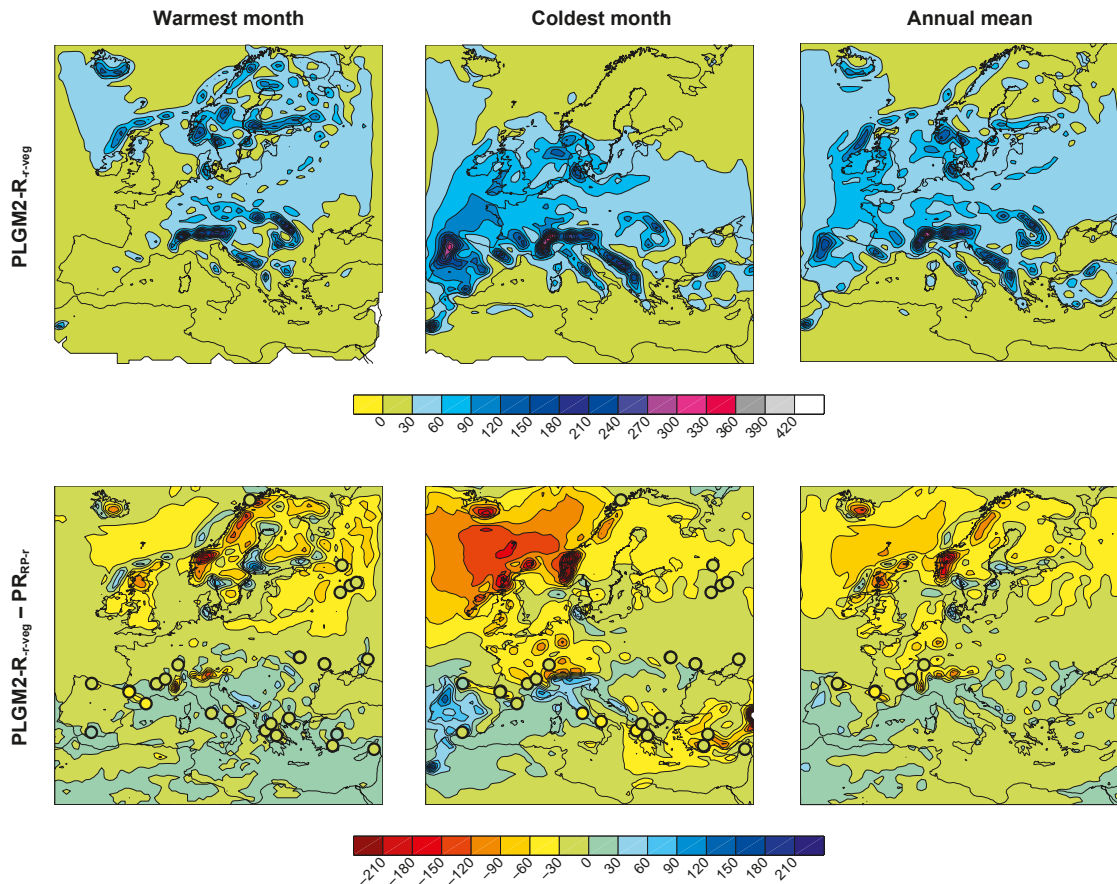 Warmest month
Coldest month
Annual mean
PLGM2-R-r-veg
0 30 60 90 120 150 180 210 240 270 300 330 360 390 420
PLGM2-R-r-veg – PRRP-r
–210 –180 –150 –120 –90 –60 –30 0 30 60 90 120 150 180 210